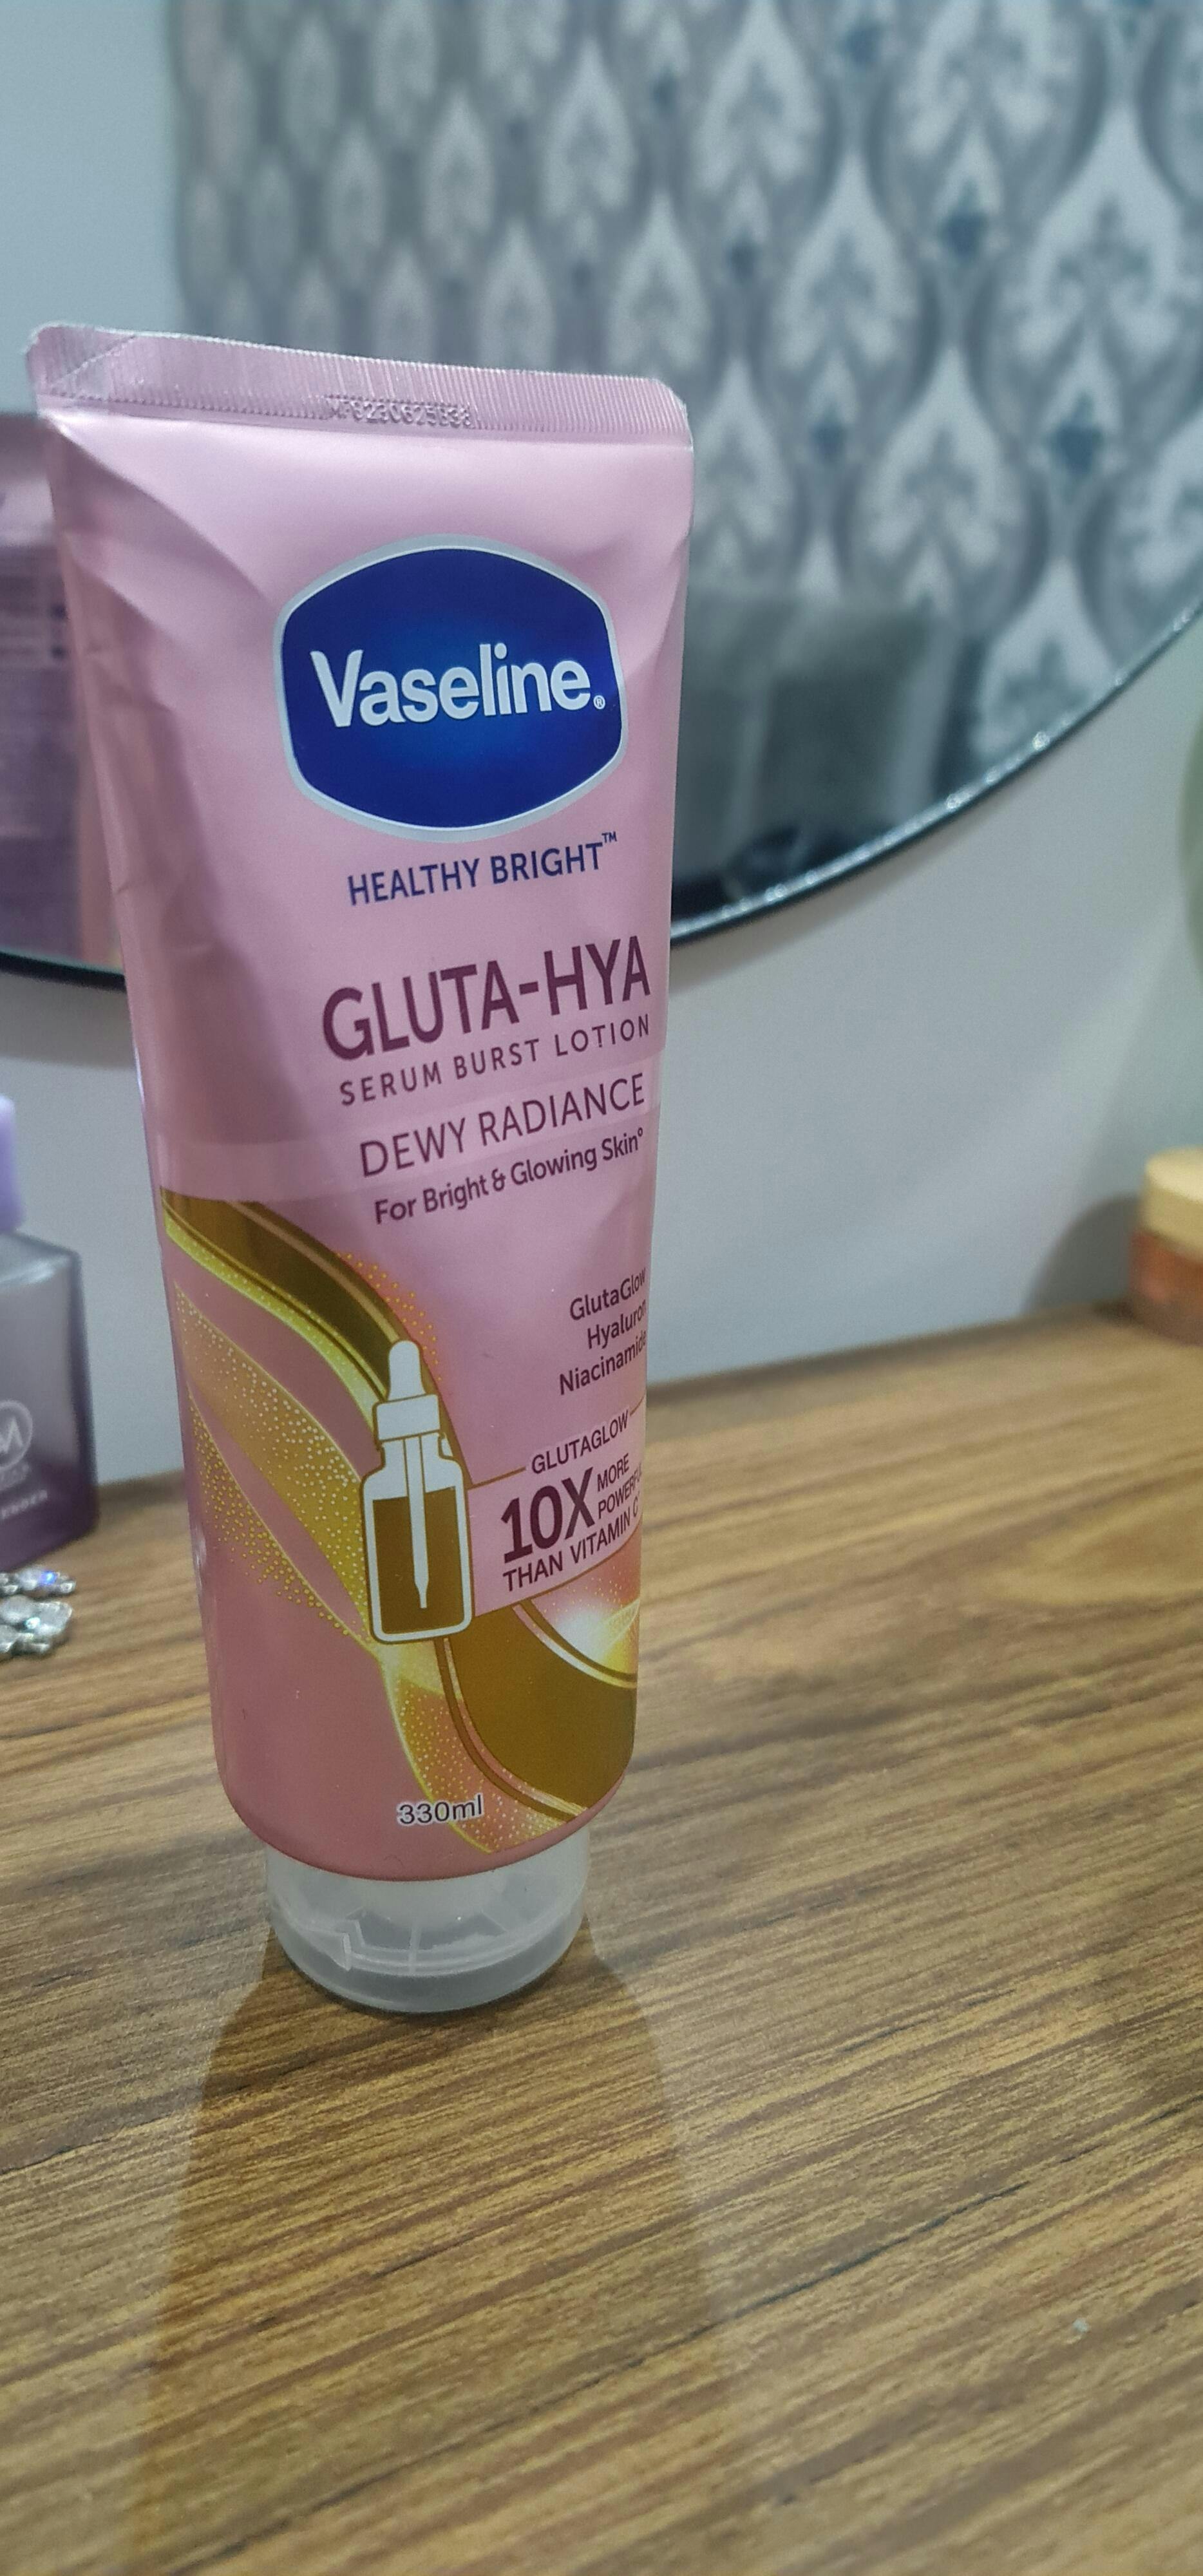 Vaseline®
HEALTHY BRIGHT™
GLUTA-HYA
SERUM BURST LOTION
DEWY RADIANCE
For Bright & Glowing Skin°
GlutaGlow
Hyaluron
Niacinamide
GLUTAGLOW
10X MORE
POWERFU
THAN VITAMIN C
330ml